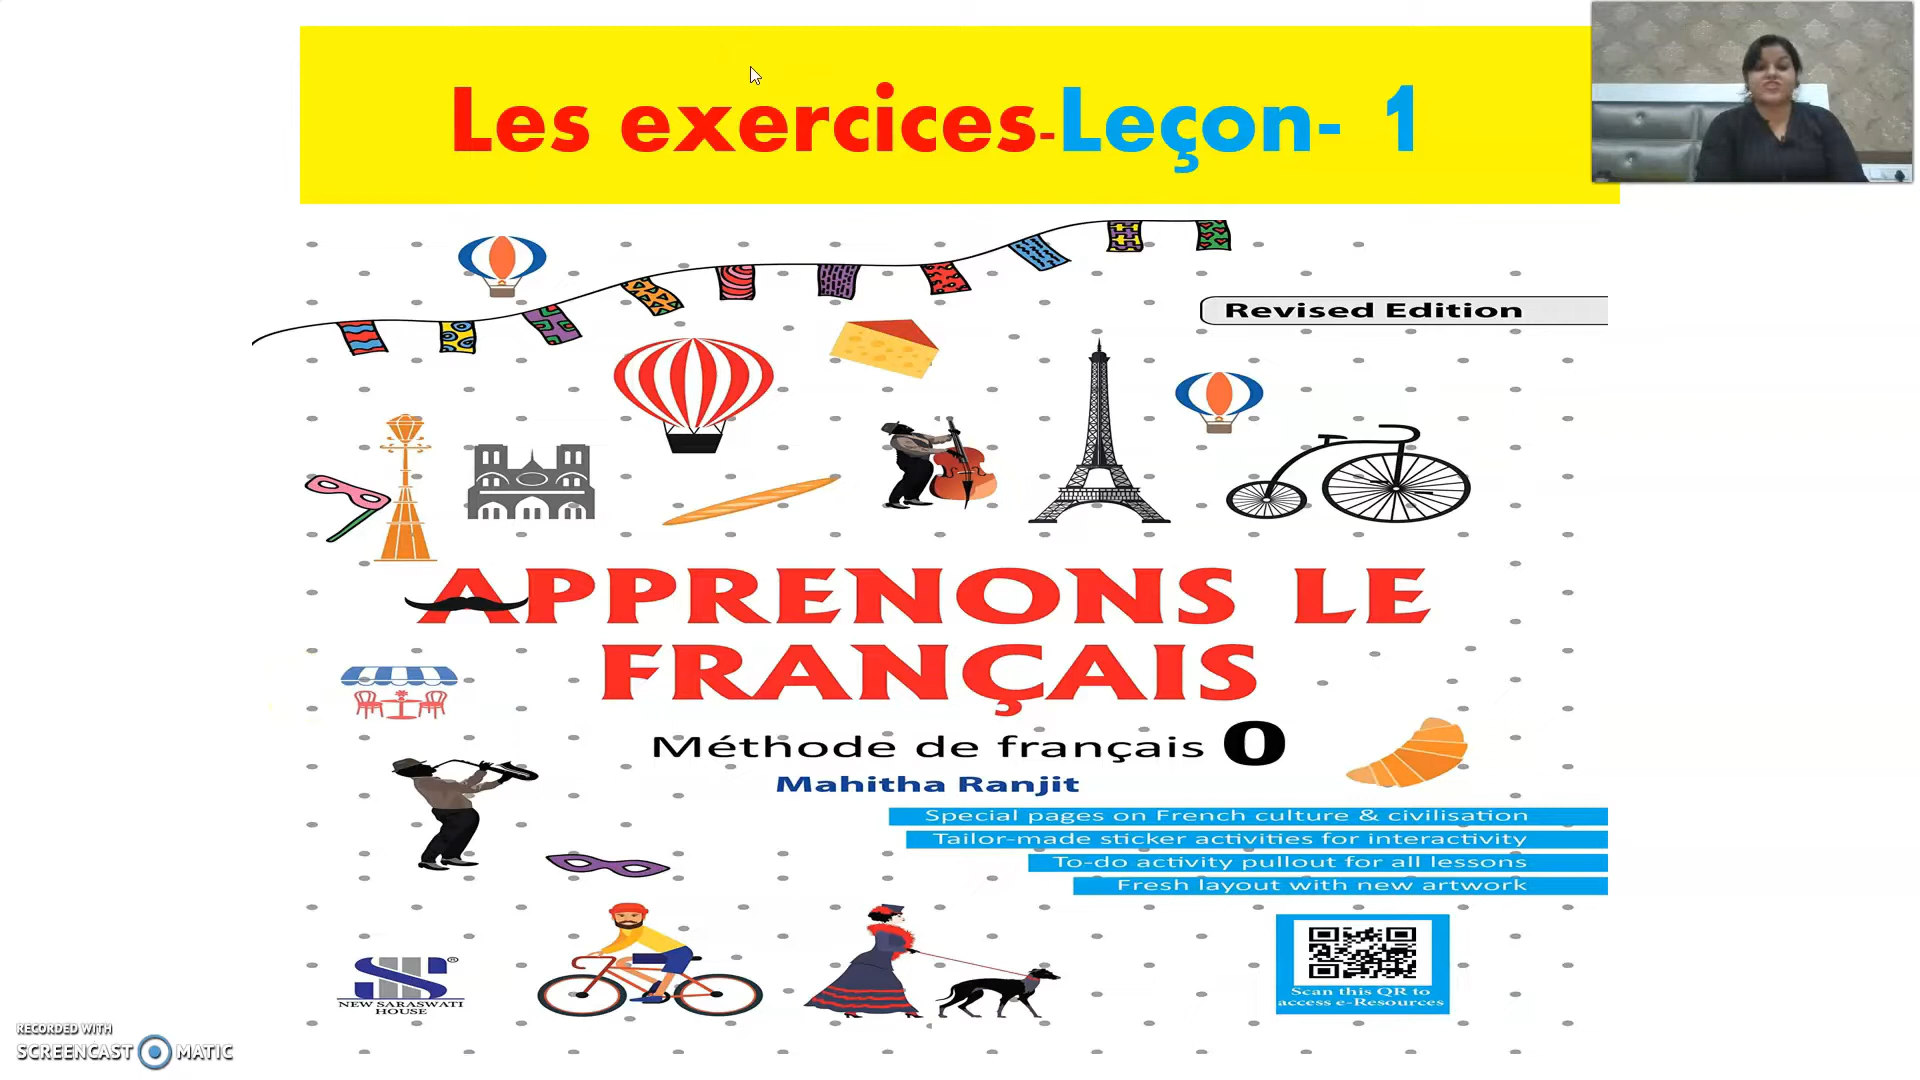 Les exercices-Leçon- 1
Revised Edition
APPRENONS LE
FRANÇAIS
Méthode de français 0
Mahitha Ranjit
Special pages on French culture & civilisation
Tailor-made sticker activities for interactivity
To-do activity pullout for all lessons
Fresh layout with new artwork
Scan this QR to
access e-Resources
®
NEW SARASWATI
HOUSE
RECORDED WITH
SCREENCAST MATIC